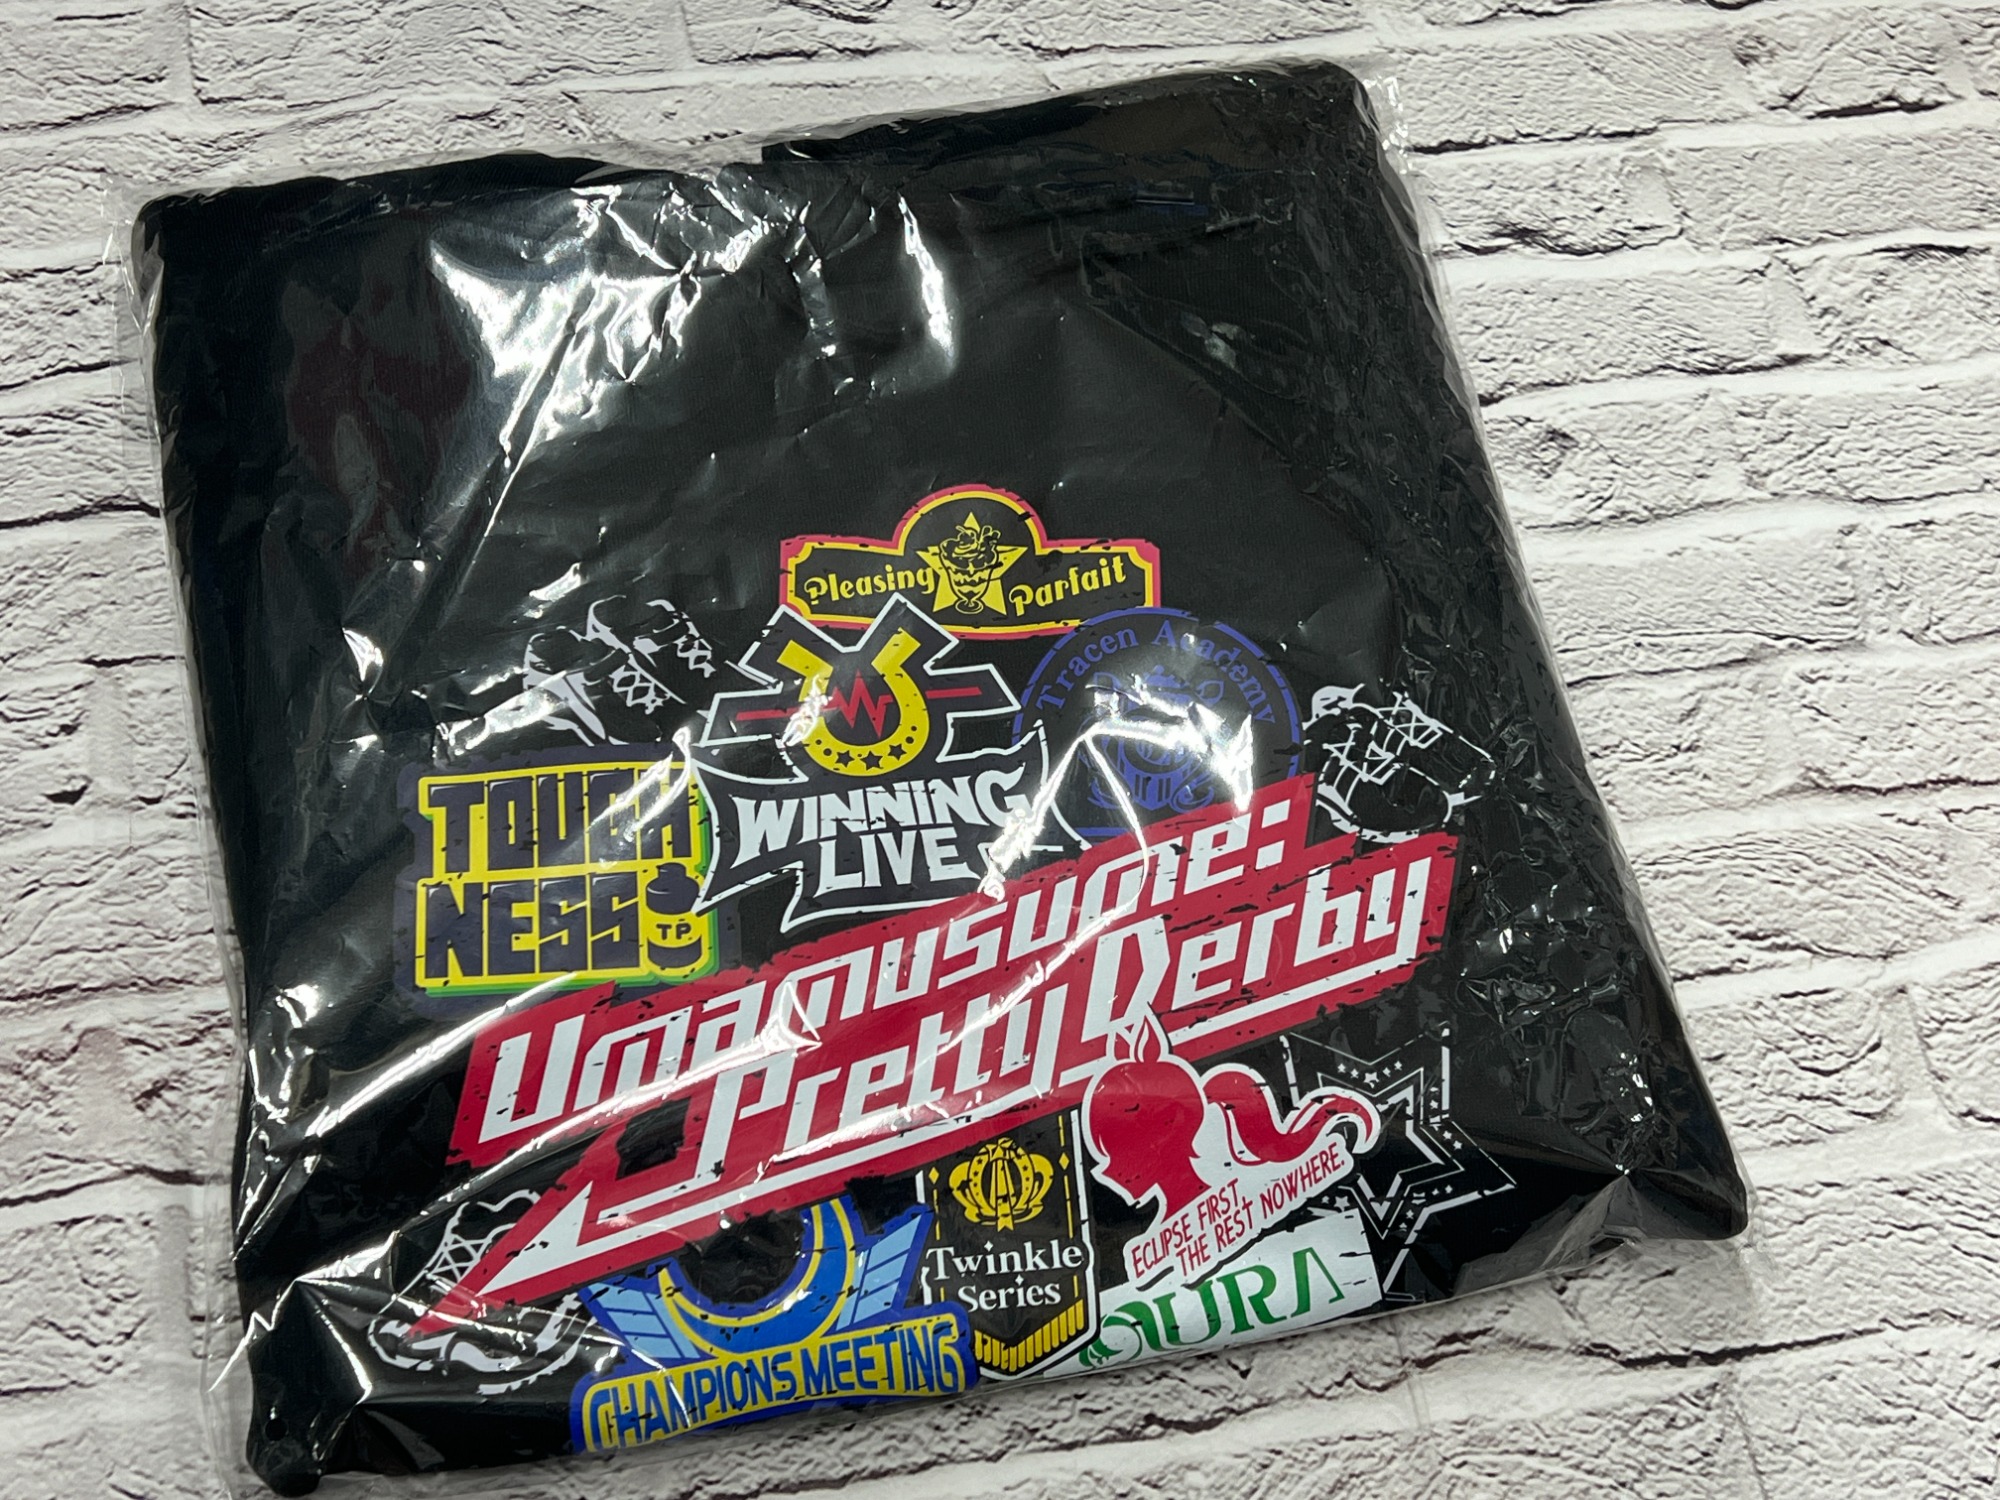 Pleasing Parfait
Tracen Academy
TOUGH
NESS
TP
WINNING
LIVE
Umamusume:
Pretty Derby
ECLIPSE FIRST,
THE REST NOWHERE.
Twinkle
Series
AURA
CHAMPIONS MEETING